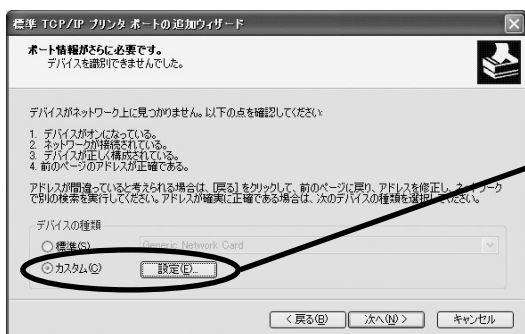 標準 TCP/IP プリンタ ポートの追加ウィザード
ポート情報がさらに必要です。
デバイスを識別できませんでした。
デバイスがネットワーク上に見つかりません。以下の点を確認してください:
1. デバイスがオンになっている。
2. ネットワークが接続されている。
3. デバイスが正しく構成されている。
4. 前のページのアドレスが正確である。
アドレスが間違っていると考えられる場合は、[戻る] をクリックして、前のページに戻り、アドレスを修正し、ネットワーク
で別の検索を実行してください。アドレスが確実に正確である場合は、次のデバイスの種類を選択してください。
デバイスの種類
標準(S) Generic Network Card
カスタム(C) 設定(E)...
< 戻る(B) 次へ(N) > キャンセル